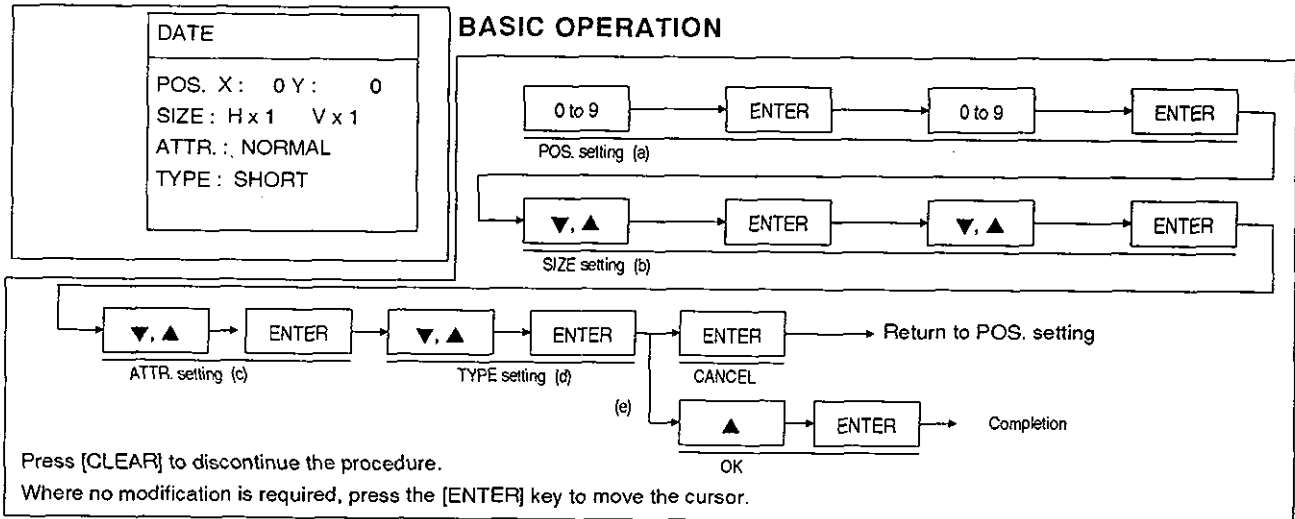 DATE
POS. X : 0 Y : 0
SIZE : H x 1 V x 1
ATTR. : NORMAL
TYPE : SHORT
BASIC OPERATION
0 to 9 ENTER 0 to 9 ENTER
POS. setting (a)
▼, ▲ ENTER ▼, ▲ ENTER
SIZE setting (b)
▼, ▲ ENTER ▼, ▲ ENTER ENTER Return to POS. setting
ATTR. setting (c) TYPE setting (d) CANCEL
(e)
▲ ENTER Completion
OK
Press [CLEAR] to discontinue the procedure.
Where no modification is required, press the [ENTER] key to move the cursor.